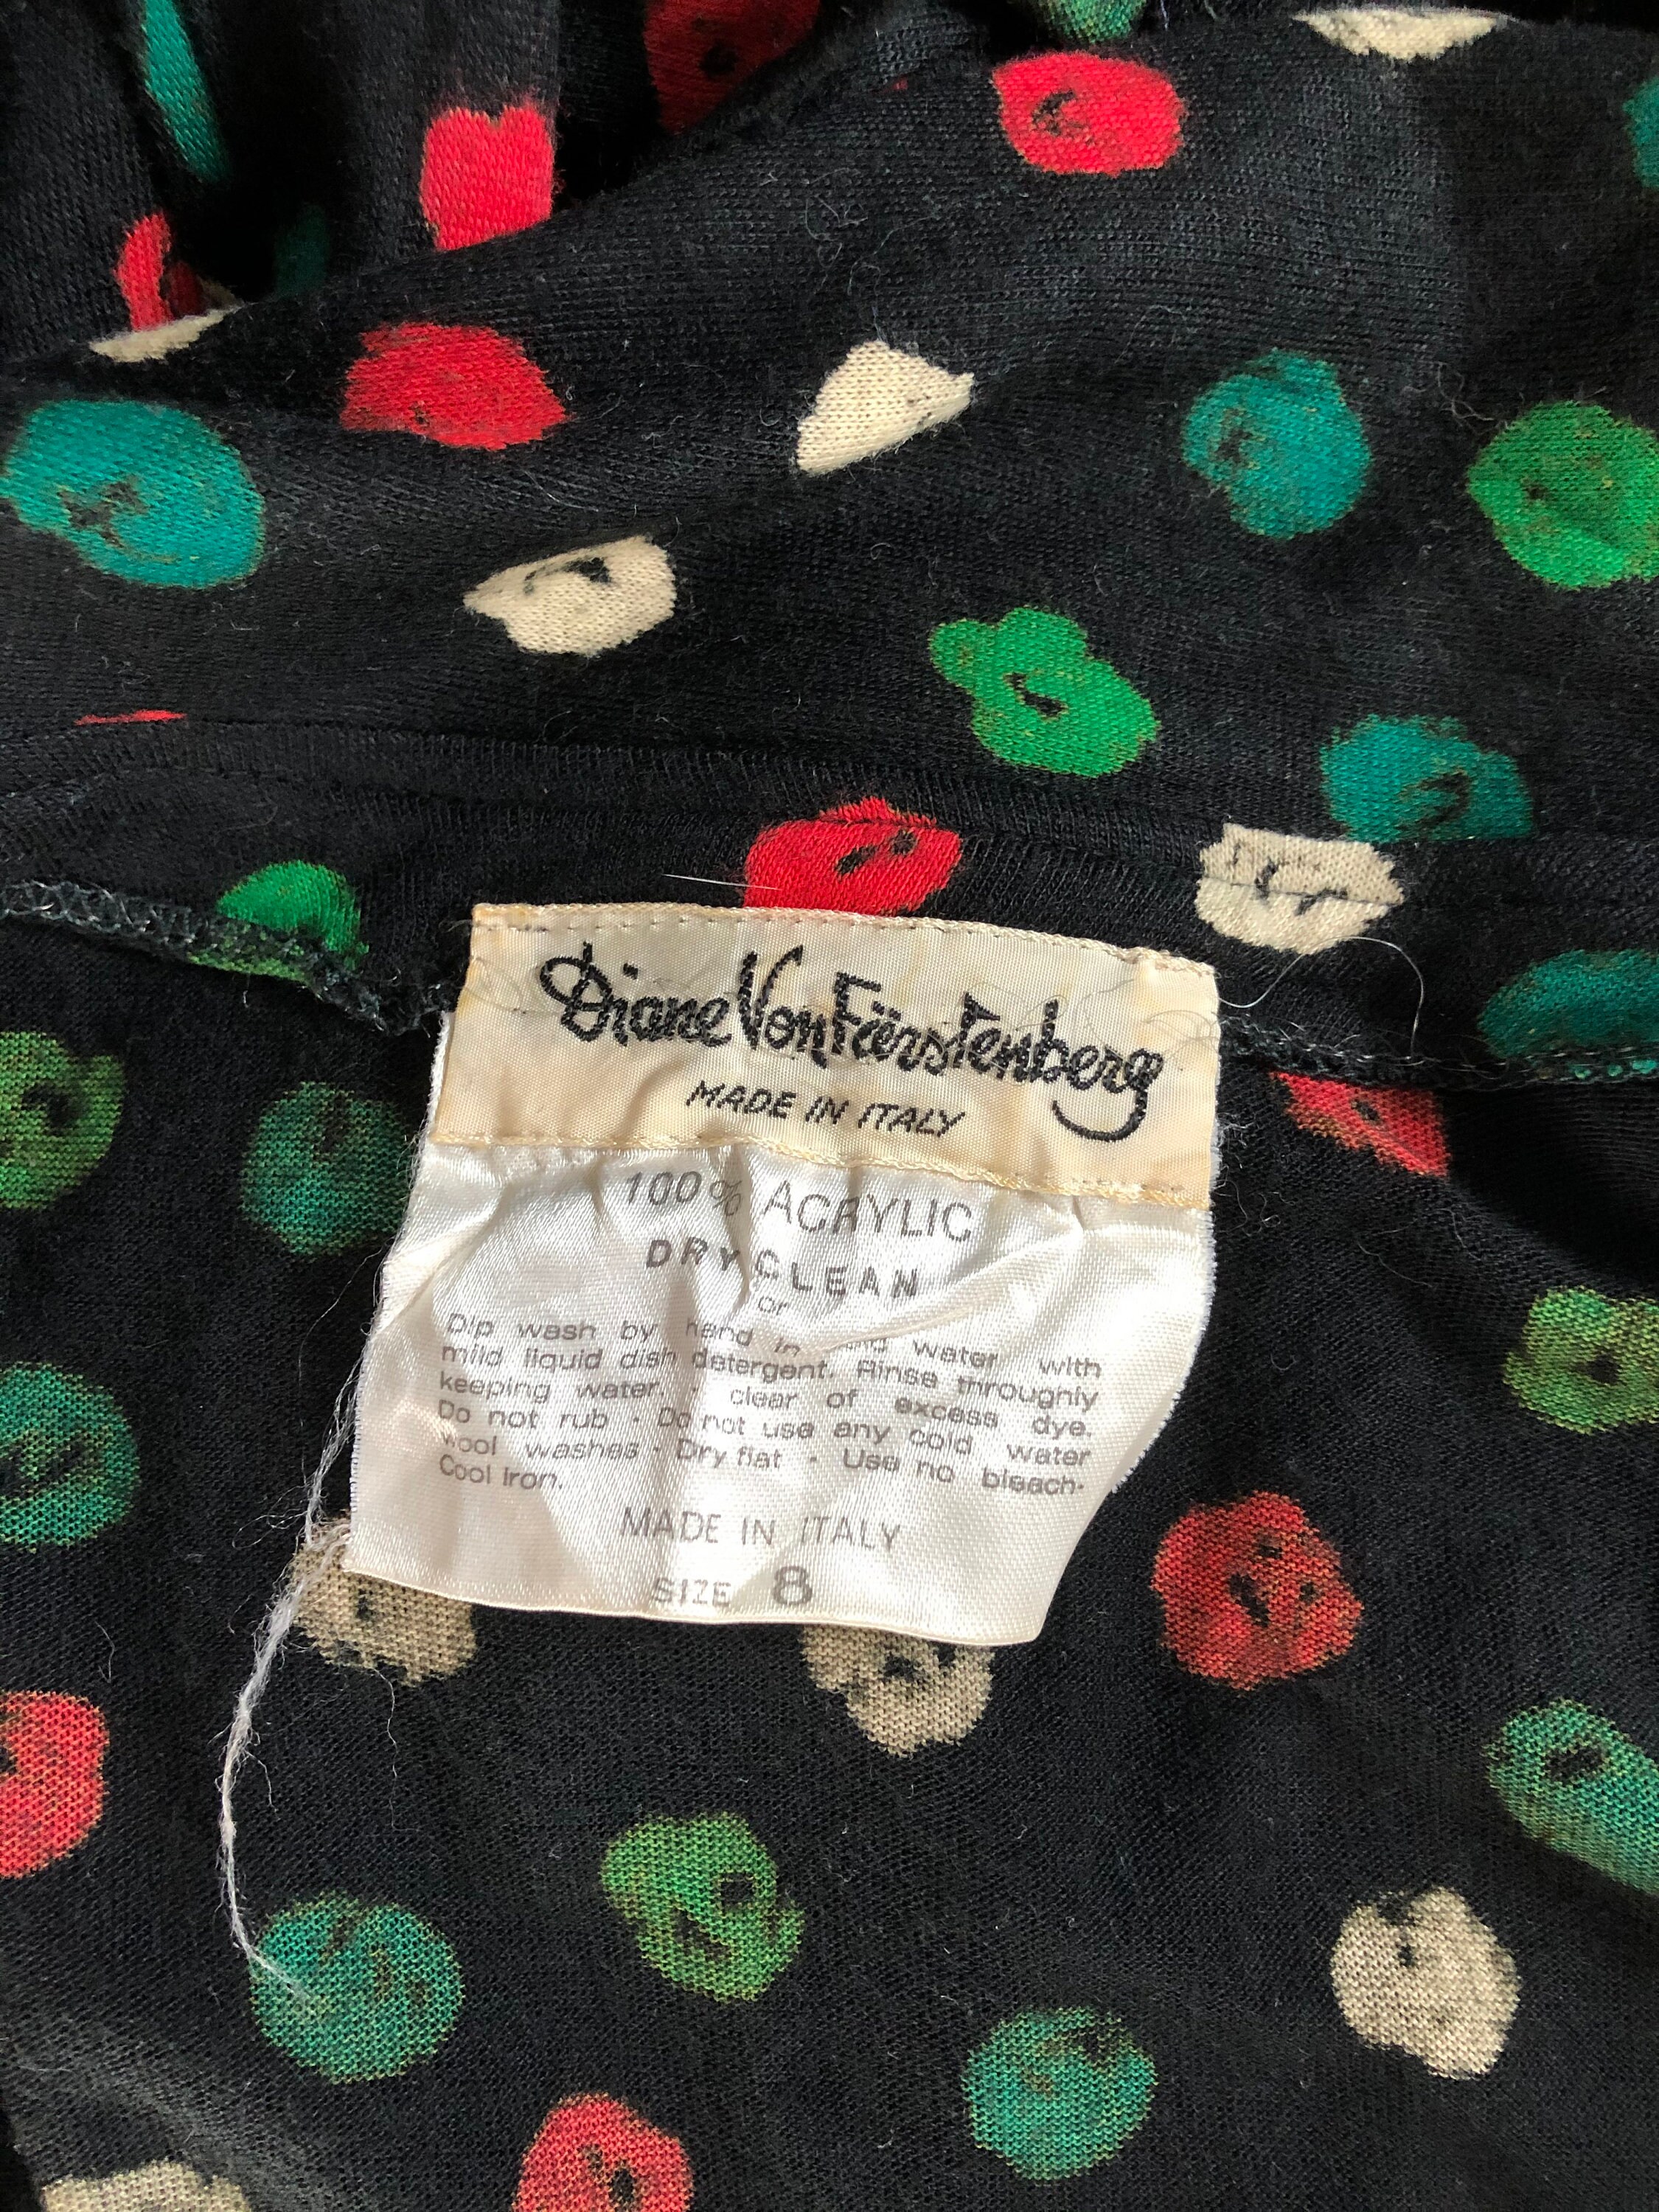 Diane Von Fürstenberg
MADE IN ITALY
100% ACRYLIC
DRY CLEAN
or
Dip wash by hand in water with
mild liquid dish detergent. Rinse throughly
keeping water. clear of excess dye.
Do not rub · Do not use any cold water
wool washes · Dry flat · Use no bleach·
Cool Iron.
MADE IN ITALY
SIZE 8